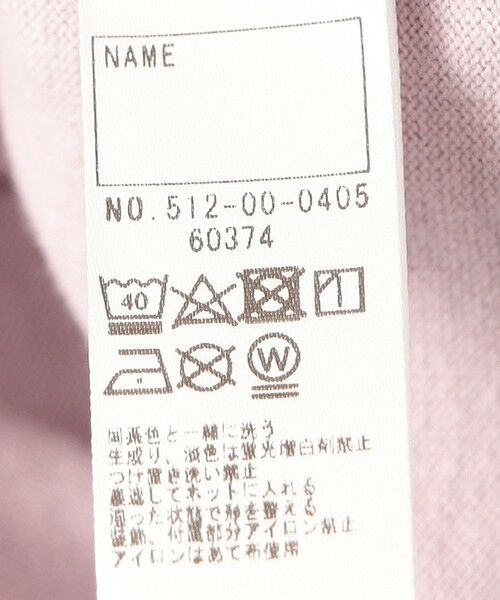 NAME
NO.512-00-0405
60374
40
W
同系色と一緒に洗う
生成り、淡色は蛍光増白剤禁止
つけ置き洗い禁止
裏返してネットに入れる
湿った状態で形を整える
装飾、付属部分アイロン禁止
アイロンはあて布使用